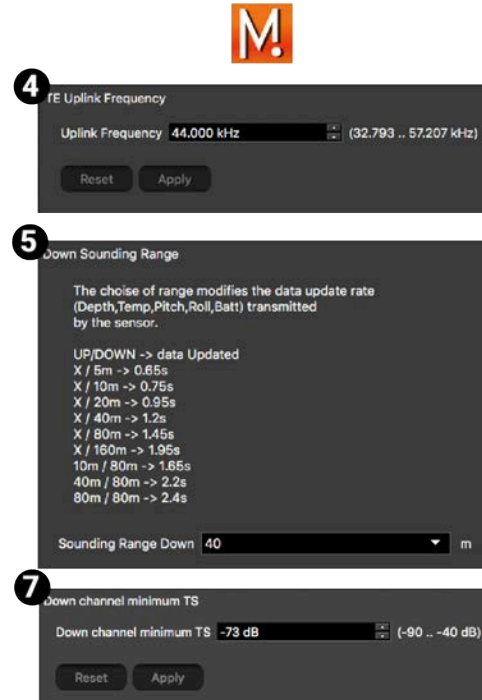 M!
4
TE Uplink Frequency
Uplink Frequency 44.000 kHz (32.793 .. 57.207 kHz)
Reset Apply
5
Down Sounding Range
The choise of range modifies the data update rate
(Depth,Temp,Pitch,Roll,Batt) transmitted
by the sensor.
UP/DOWN -> data Updated
X / 5m -> 0.65s
X / 10m -> 0.75s
X / 20m -> 0.95s
X / 40m -> 1.2s
X / 80m -> 1.45s
X / 160m -> 1.95s
10m / 80m -> 1.65s
40m / 80m -> 2.2s
80m / 80m -> 2.4s
Sounding Range Down 40 m
7
Down channel minimum TS
Down channel minimum TS -73 dB (-90 .. -40 dB)
Reset Apply